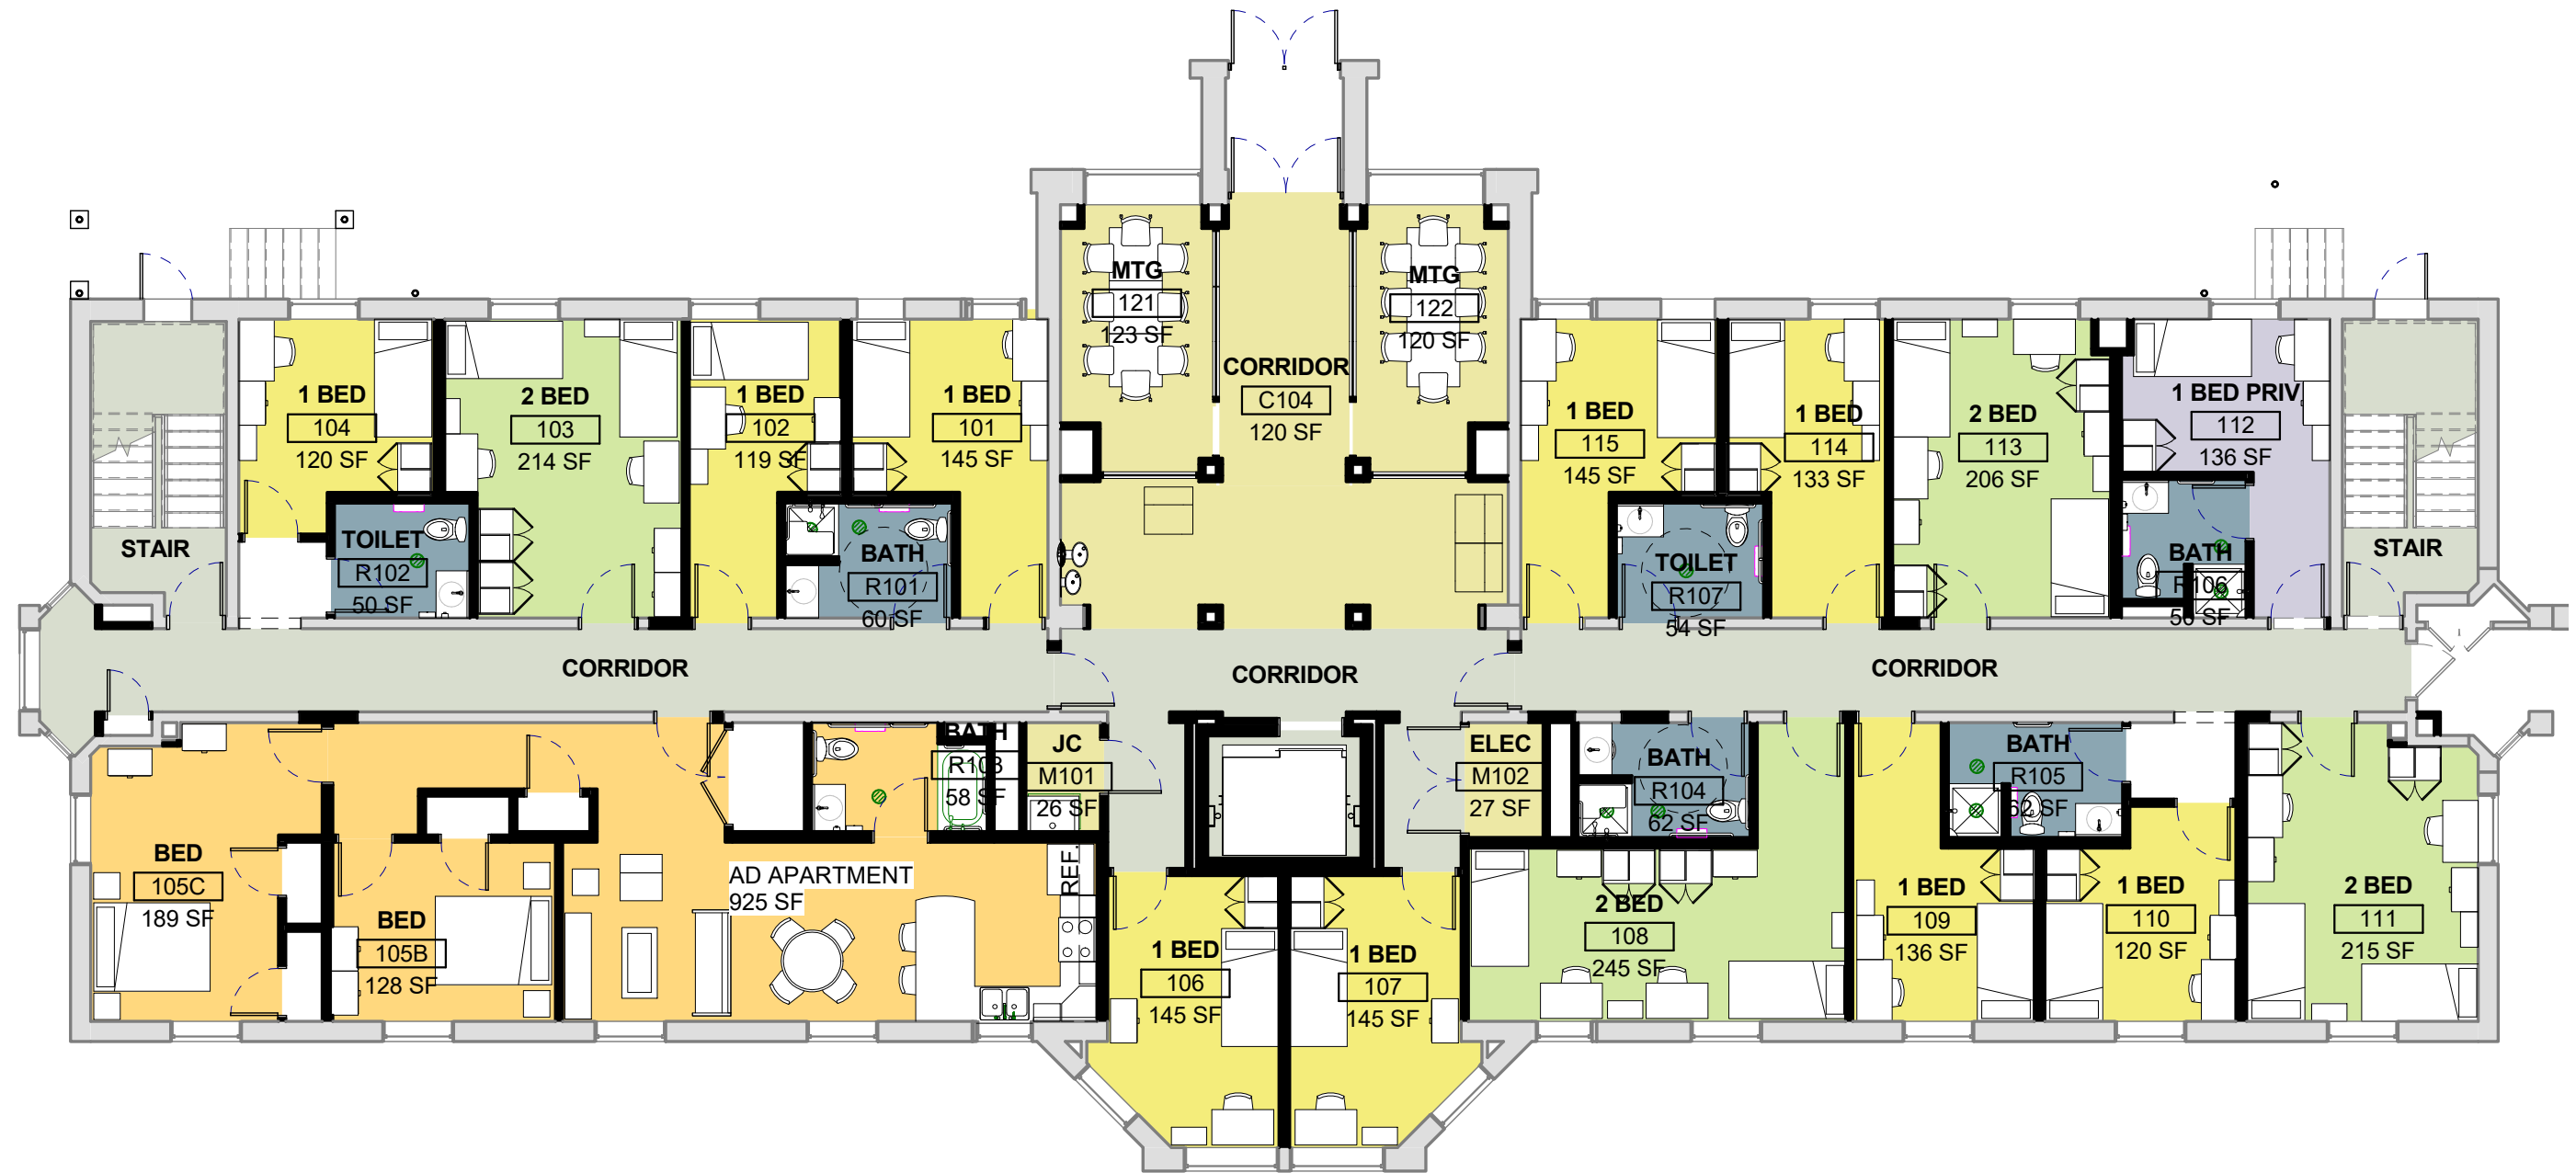 MTG
121
123 SF
MTG
122
120 SF
CORRIDOR
C104
120 SF
1 BED
104
120 SF
2 BED
103
214 SF
1 BED
102
119 SF
1 BED
101
145 SF
1 BED
115
145 SF
1 BED
114
133 SF
2 BED
113
206 SF
1 BED PRIV
112
136 SF
STAIR
TOILET
R102
50 SF
BATH
R101
60 SF
TOILET
R107
54 SF
BATH
R106
56 SF
STAIR
CORRIDOR
CORRIDOR
CORRIDOR
BATH
R103
58 SF
JC
M101
26 SF
ELEC
M102
27 SF
BATH
R104
62 SF
BATH
R105
62 SF
BED
105C
189 SF
BED
105B
128 SF
AD APARTMENT
925 SF
REF.
1 BED
106
145 SF
1 BED
107
145 SF
2 BED
108
245 SF
1 BED
109
136 SF
1 BED
110
120 SF
2 BED
111
215 SF